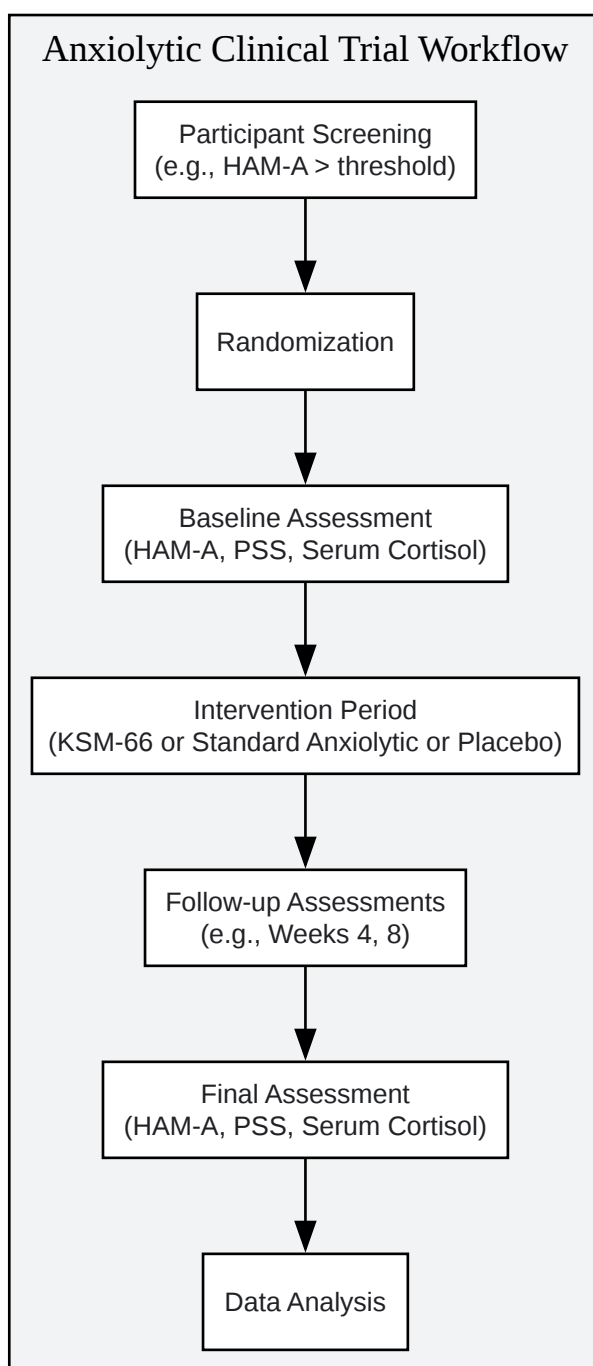 Anxiolytic Clinical Trial Workflow
Participant Screening
(e.g., HAM-A > threshold)
Randomization
Baseline Assessment
(HAM-A, PSS, Serum Cortisol)
Intervention Period
(KSM-66 or Standard Anxiolytic or Placebo)
Follow-up Assessments
(e.g., Weeks 4, 8)
Final Assessment
(HAM-A, PSS, Serum Cortisol)
Data Analysis